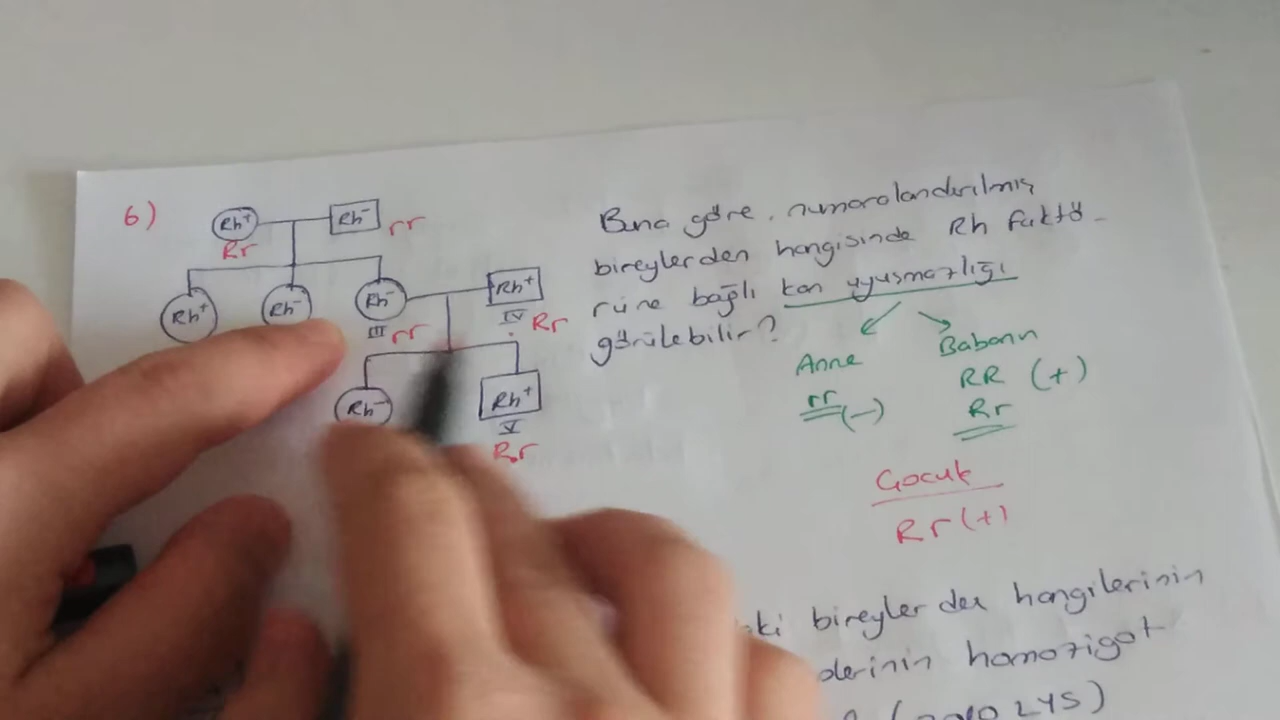 6)
Rh+
Rh-
rr
Rr
Rh+
Rh-
Rh-
Rh+
III
rr
IV
Rr
Rh-
Rh+
V
Rr
Buna göre, numaralandırılmış
bireylerden hangisinde Rh faktö-
rüne bağlı kan uyuşmazlığı
görülebilir?
Anne
rr (-)
Babanın
RR (+)
Rr
Çocuk
Rr (+)
bireyler den hangilerinin
homozigot
LYS)